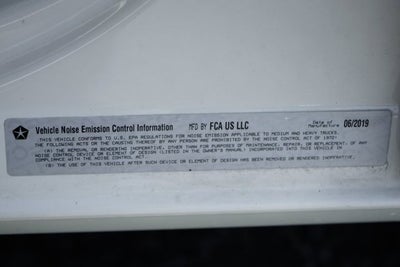 Vehicle Noise Emission Control Information MFD BY FCA US LLC Date of Manufacture 06/2019
THIS VEHICLE CONFORMS TO U.S. EPA REGULATIONS FOR NOISE EMISSION APPLICABLE TO MEDIUM AND HEAVY TRUCKS.
THE FOLLOWING ACTS OR THE CAUSING THEREOF BY ANY PERSON ARE PROHIBITED BY THE NOISE CONTROL ACT OF 1972:
(A) THE REMOVAL OR RENDERING INOPERATIVE, OTHER THAN FOR PURPOSES OF MAINTENANCE, REPAIR, OR REPLACEMENT, OF ANY
NOISE CONTROL DEVICE OR ELEMENT OF DESIGN (LISTED IN THE OWNER'S MANUAL) INCORPORATED INTO THIS VEHICLE IN
COMPLIANCE WITH THE NOISE CONTROL ACT.
(B) THE USE OF THIS VEHICLE AFTER SUCH DEVICE OR ELEMENT OF DESIGN HAS BEEN REMOVED OR RENDERED INOPERATIVE.